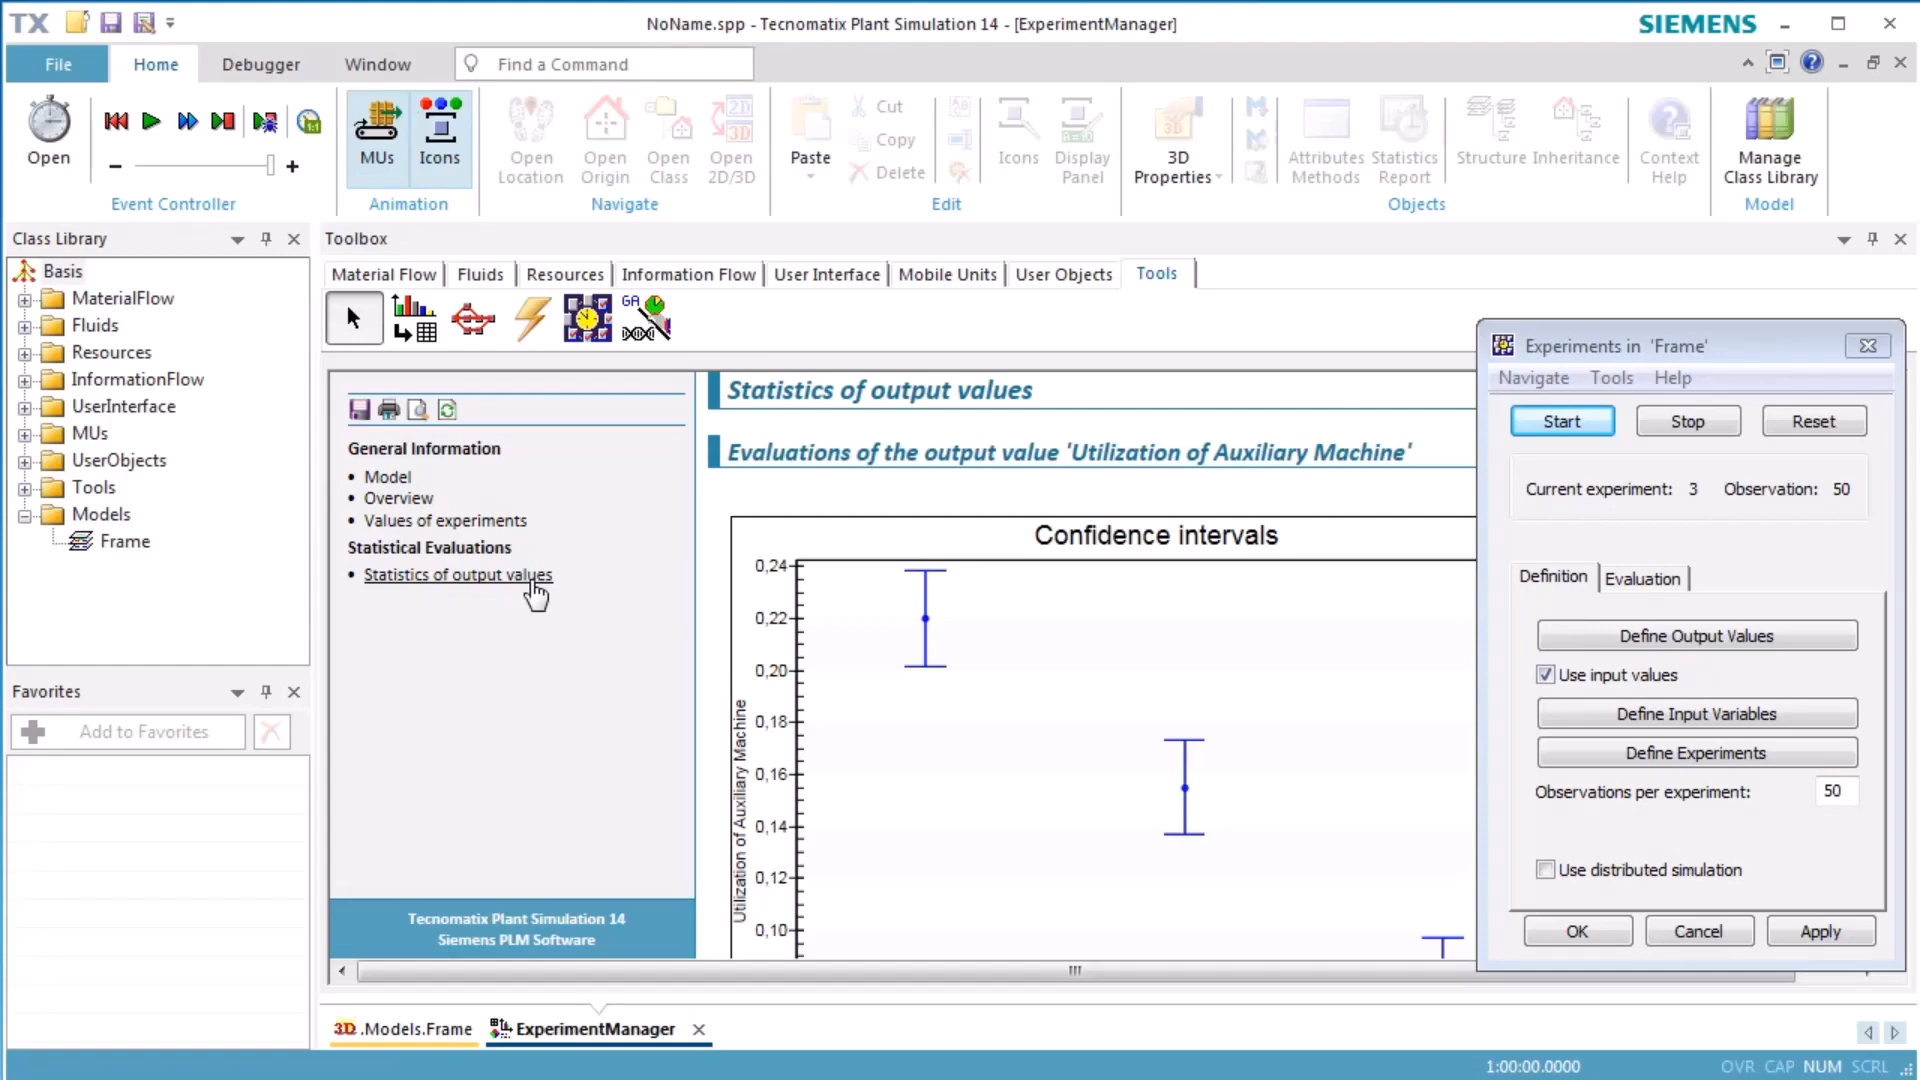 TX
NoName.spp - Tecnomatix Plant Simulation 14 - [ExperimentManager]
SIEMENS
File
Home
Debugger
Window
Find a Command
Open
MUs
Icons
Open
Location
Open
Origin
Open
Class
2D
3D
Open
2D/3D
Paste
Cut
Copy
Delete
Icons
Display
Panel
3D
3D
Properties
Attributes
Methods
Statistics
Report
Structure
Inheritance
Context
Help
Manage
Class Library
Event Controller
Animation
Navigate
Edit
Objects
Model
Class Library
Basis
MaterialFlow
Fluids
Resources
InformationFlow
UserInterface
MUs
UserObjects
Tools
Models
Frame
Favorites
Add to Favorites
Toolbox
Material Flow
Fluids
Resources
Information Flow
User Interface
Mobile Units
User Objects
Tools
GA
General Information
• Model
• Overview
• Values of experiments
Statistical Evaluations
• Statistics of output values
Tecnomatix Plant Simulation 14
Siemens PLM Software
Statistics of output values
Evaluations of the output value 'Utilization of Auxiliary Machine'
Confidence intervals
Utilization of Auxiliary Machine
0,24
0,22
0,20
0,18
0,16
0,14
0,12
0,10
Experiments in 'Frame'
Navigate
Tools
Help
Start
Stop
Reset
Current experiment: 3
Observation: 50
Definition
Evaluation
Define Output Values
Use input values
Define Input Variables
Define Experiments
Observations per experiment: 50
Use distributed simulation
OK
Cancel
Apply
3D .Models.Frame
ExperimentManager
1:00:00.0000
OVR CAP NUM SCRL